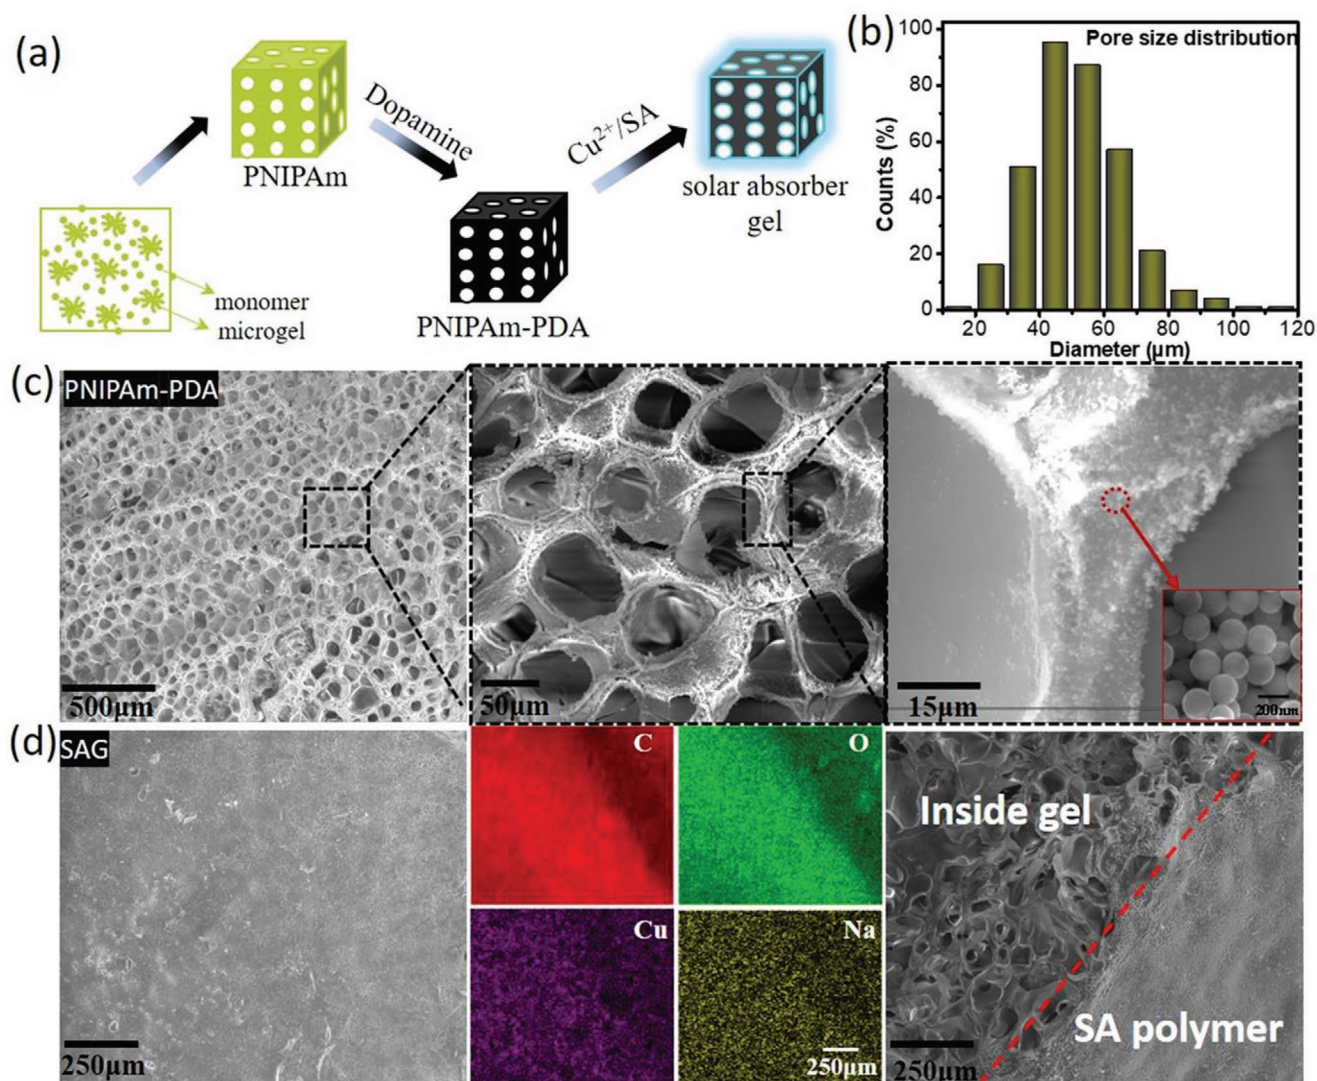 (a)
PNIPAm
Dopamine
PNIPAm-PDA
Cu²⁺/SA
solar absorber
gel
monomer
microgel
(b)
Pore size distribution
Counts (%)
100
80
60
40
20
0
20 40 60 80 100 120
Diameter (μm)
(c)
PNIPAm-PDA
500μm
50μm
15μm
200nm
(d)
SAG
250μm
C
O
Cu
Na
250μm
Inside gel
SA polymer
250μm